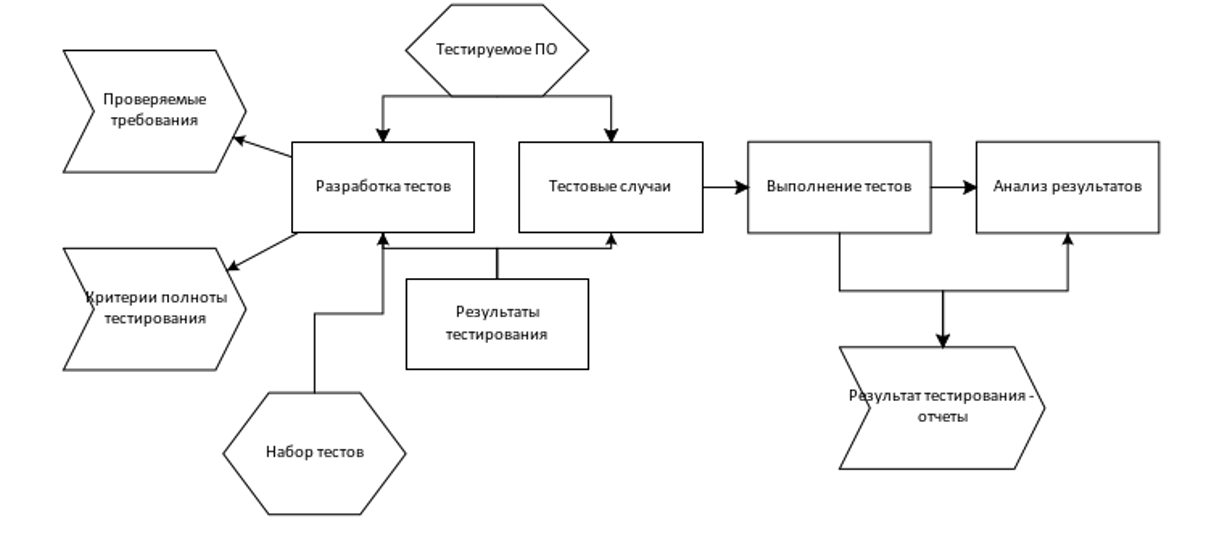 Тестируемое ПО
Проверяемые
требования
Разработка тестов
Тестовые случаи
Выполнение тестов
Анализ результатов
Критерии полноты
тестирования
Результаты
тестирования
Результат тестирования -
отчеты
Набор тестов